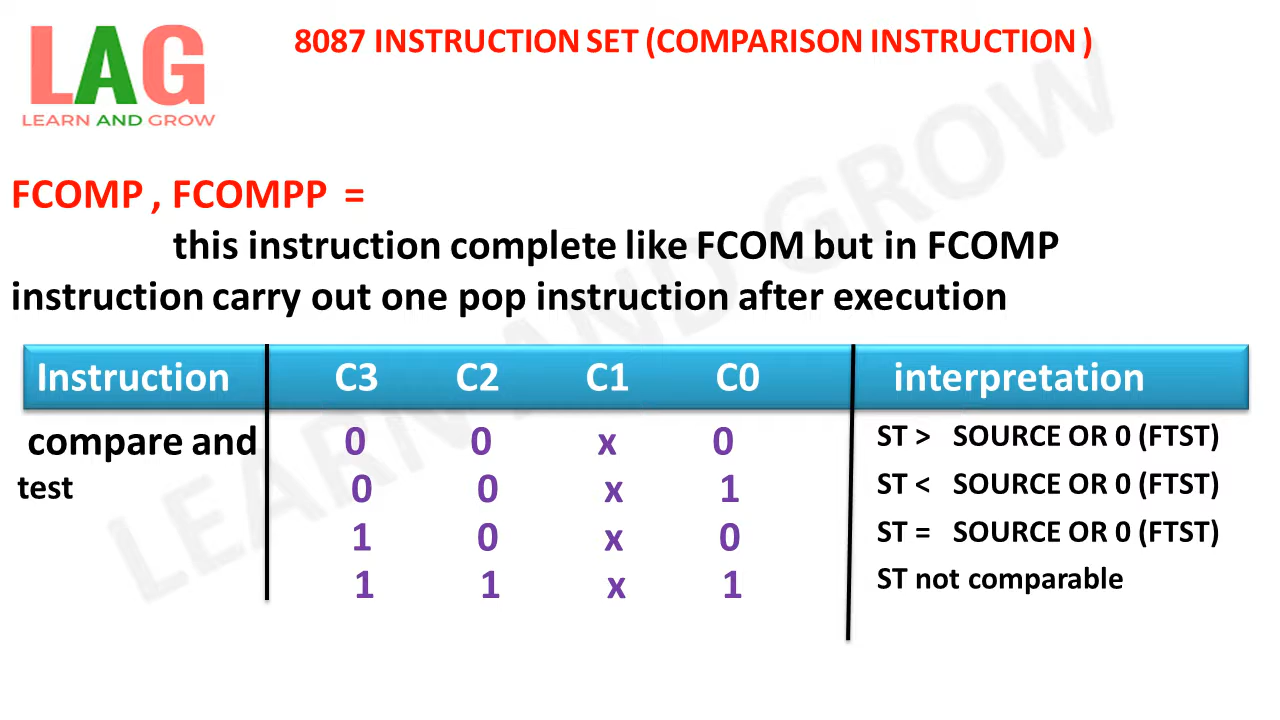 LAG
LEARN AND GROW
8087 INSTRUCTION SET (COMPARISON INSTRUCTION )
FCOMP , FCOMPP =
this instruction complete like FCOM but in FCOMP
instruction carry out one pop instruction after execution
Instruction C3 C2 C1 C0 interpretation
compare and 0 0 x 0 ST > SOURCE OR 0 (FTST)
test 0 0 x 1 ST < SOURCE OR 0 (FTST)
1 0 x 0 ST = SOURCE OR 0 (FTST)
1 1 x 1 ST not comparable
LEARN AND GROW